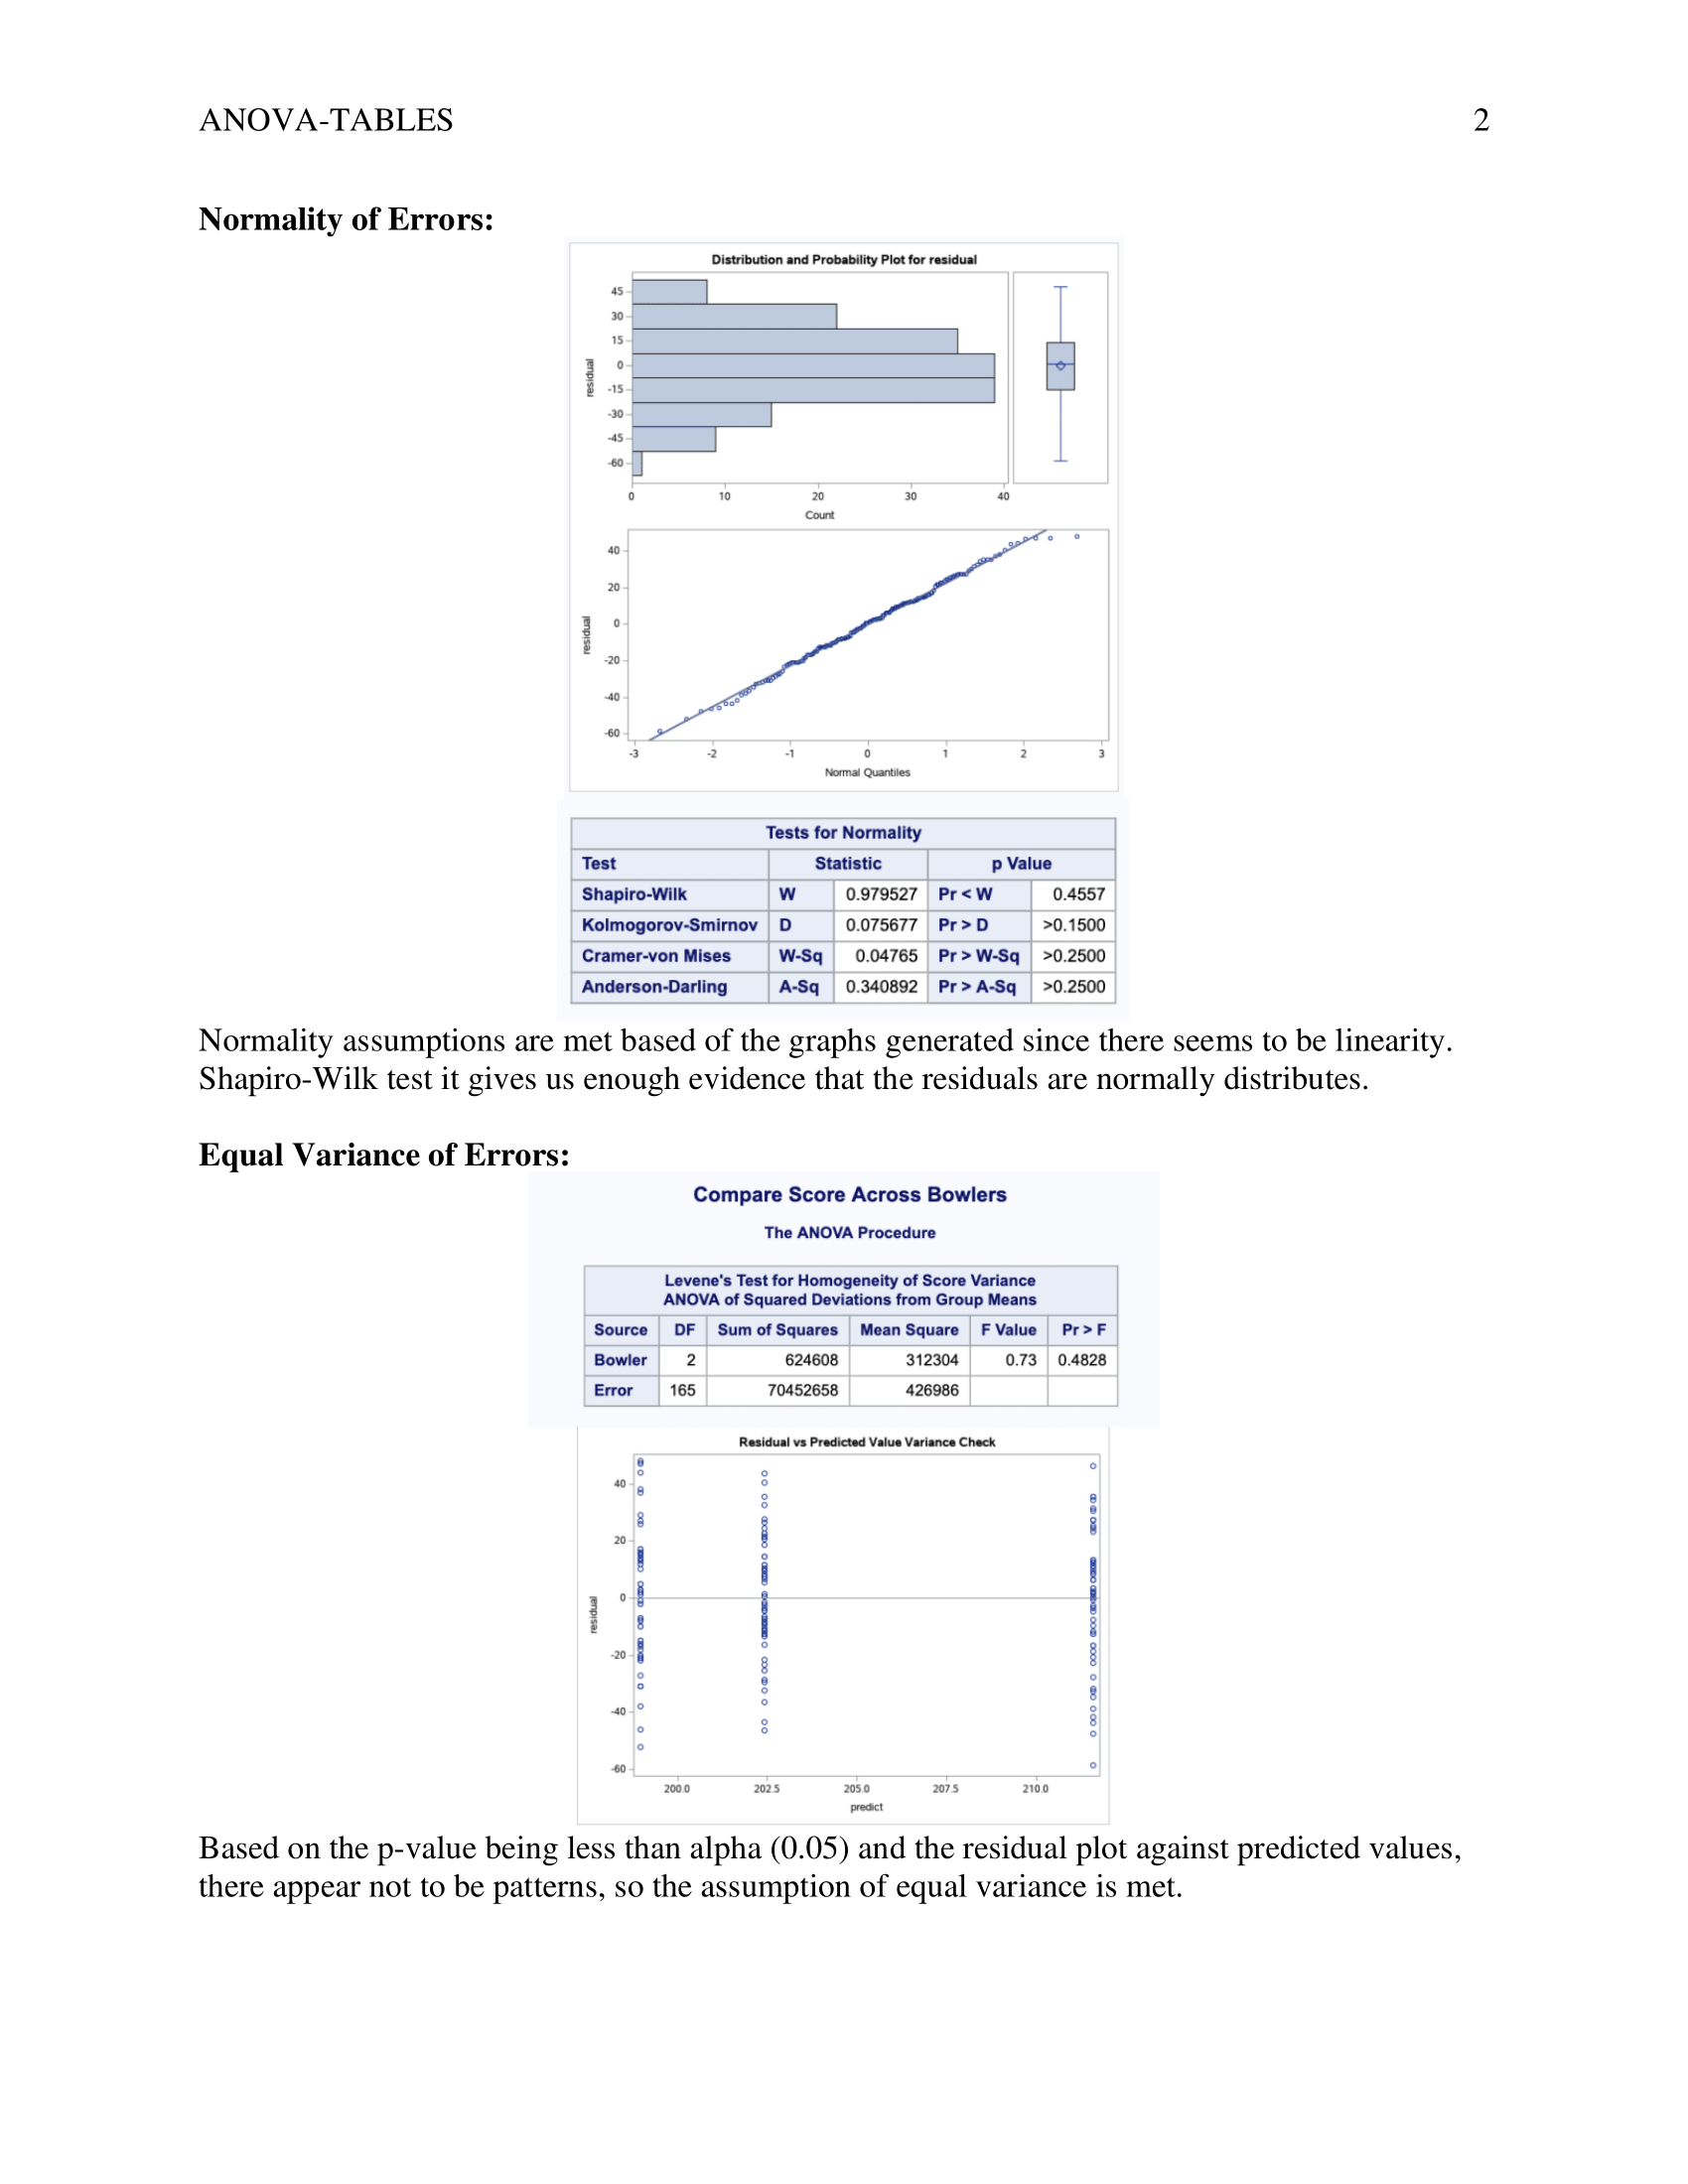 ANOVA-TABLES 2
Normality of Errors:
Distribution and Probability Plot for residual
45
30
15
0
-15
-30
-45
-60
residual
0 10 20 30 40
Count
40
20
0
-20
-40
-60
residual
-3 -2 -1 0 1 2 3
Normal Quantiles
Tests for Normality
Test Statistic p Value
Shapiro-Wilk W 0.979527 Pr < W 0.4557
Kolmogorov-Smirnov D 0.075677 Pr > D >0.1500
Cramer-von Mises W-Sq 0.04765 Pr > W-Sq >0.2500
Anderson-Darling A-Sq 0.340892 Pr > A-Sq >0.2500
Normality assumptions are met based of the graphs generated since there seems to be linearity.
Shapiro-Wilk test it gives us enough evidence that the residuals are normally distributes.
Equal Variance of Errors:
Compare Score Across Bowlers
The ANOVA Procedure
Levene's Test for Homogeneity of Score Variance
ANOVA of Squared Deviations from Group Means
Source DF Sum of Squares Mean Square F Value Pr > F
Bowler 2 624608 312304 0.73 0.4828
Error 165 70452658 426986
Residual vs Predicted Value Variance Check
40
20
0
-20
-40
-60
residual
200.0 202.5 205.0 207.5 210.0
predict
Based on the p-value being less than alpha (0.05) and the residual plot against predicted values,
there appear not to be patterns, so the assumption of equal variance is met.